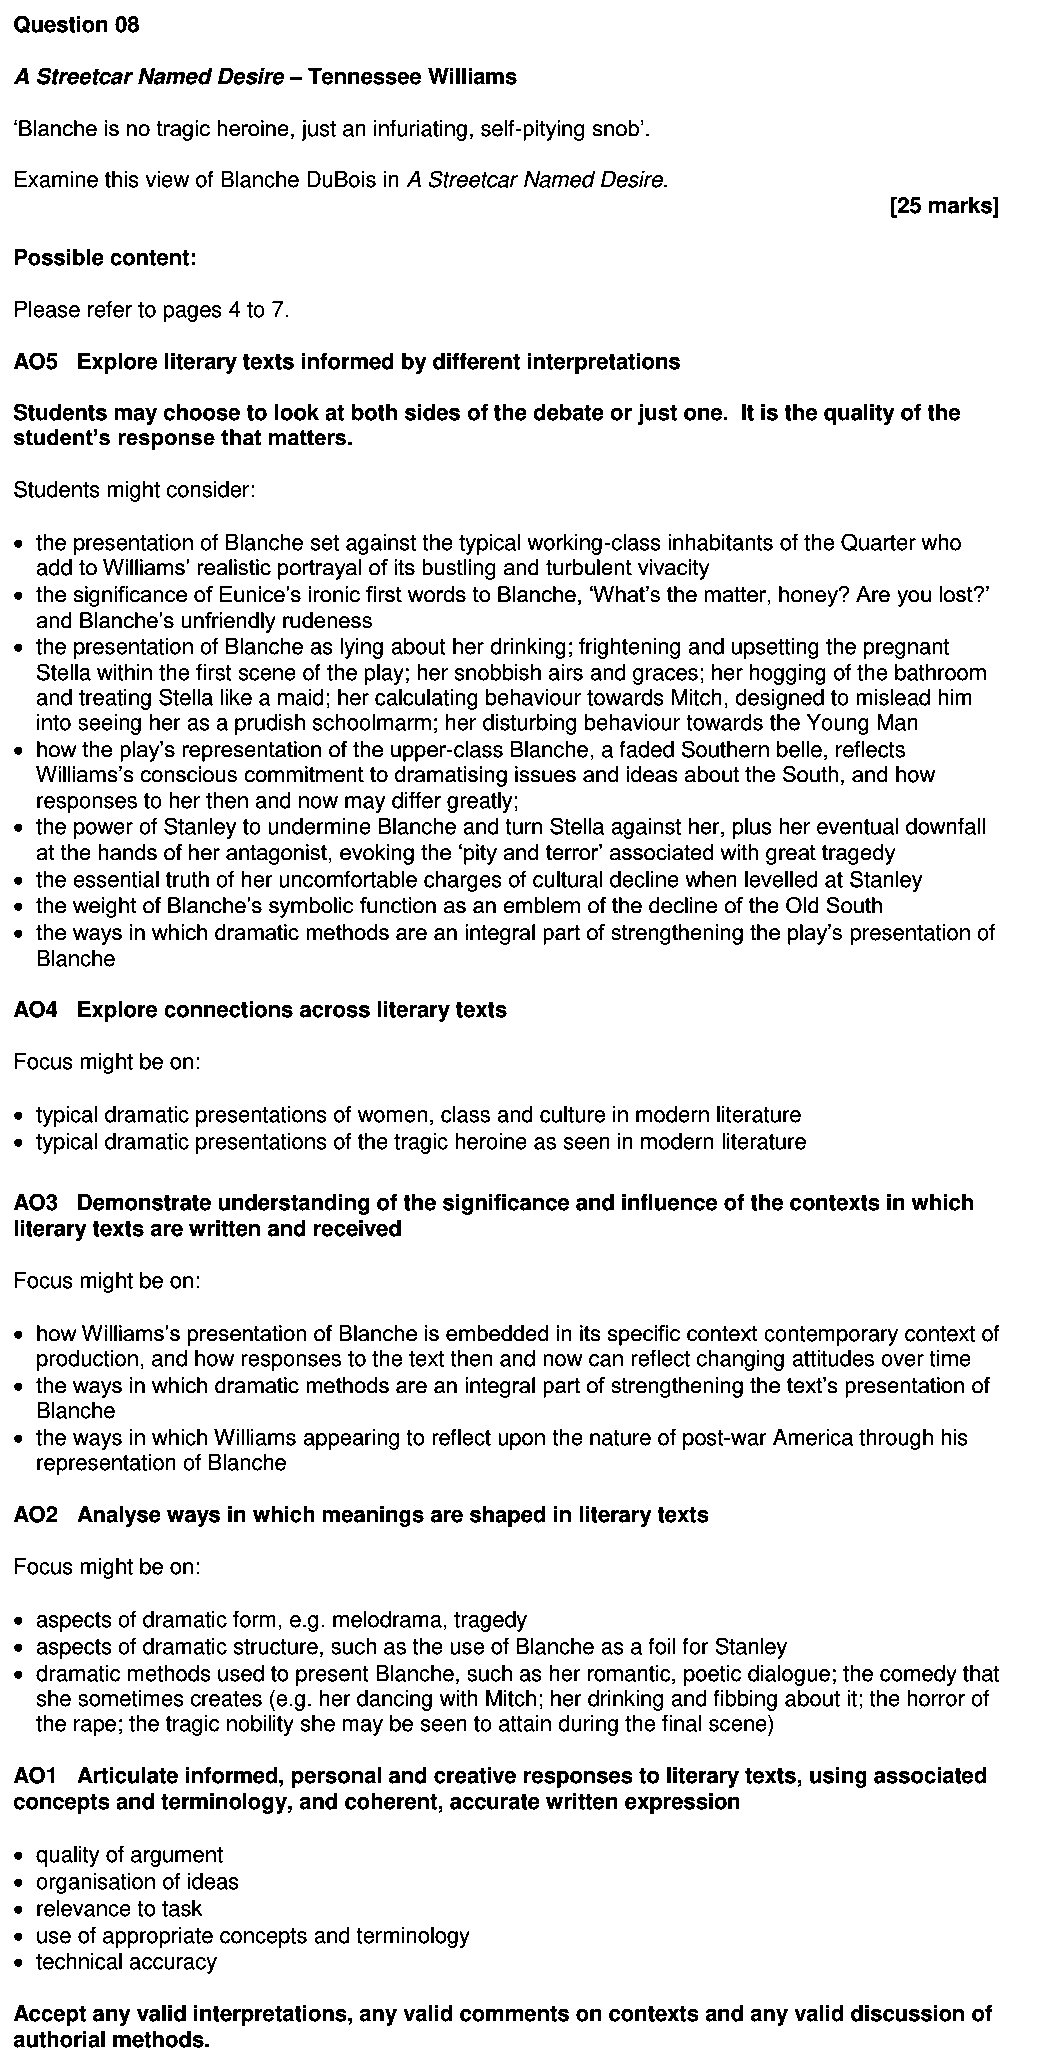 Question 08
A Streetcar Named Desire – Tennessee Williams
‘Blanche is no tragic heroine, just an infuriating, self-pitying snob’.
Examine this view of Blanche DuBois in A Streetcar Named Desire.
[25 marks]
Possible content:
Please refer to pages 4 to 7.
AO5 Explore literary texts informed by different interpretations
Students may choose to look at both sides of the debate or just one. It is the quality of the
student’s response that matters.
Students might consider:
• the presentation of Blanche set against the typical working-class inhabitants of the Quarter who
add to Williams’ realistic portrayal of its bustling and turbulent vivacity
• the significance of Eunice’s ironic first words to Blanche, ‘What’s the matter, honey? Are you lost?’
and Blanche’s unfriendly rudeness
• the presentation of Blanche as lying about her drinking; frightening and upsetting the pregnant
Stella within the first scene of the play; her snobbish airs and graces; her hogging of the bathroom
and treating Stella like a maid; her calculating behaviour towards Mitch, designed to mislead him
into seeing her as a prudish schoolmarm; her disturbing behaviour towards the Young Man
• how the play’s representation of the upper-class Blanche, a faded Southern belle, reflects
Williams’s conscious commitment to dramatising issues and ideas about the South, and how
responses to her then and now may differ greatly;
• the power of Stanley to undermine Blanche and turn Stella against her, plus her eventual downfall
at the hands of her antagonist, evoking the ‘pity and terror’ associated with great tragedy
• the essential truth of her uncomfortable charges of cultural decline when levelled at Stanley
• the weight of Blanche’s symbolic function as an emblem of the decline of the Old South
• the ways in which dramatic methods are an integral part of strengthening the play’s presentation of
Blanche
AO4 Explore connections across literary texts
Focus might be on:
• typical dramatic presentations of women, class and culture in modern literature
• typical dramatic presentations of the tragic heroine as seen in modern literature
AO3 Demonstrate understanding of the significance and influence of the contexts in which
literary texts are written and received
Focus might be on:
• how Williams’s presentation of Blanche is embedded in its specific context contemporary context of
production, and how responses to the text then and now can reflect changing attitudes over time
• the ways in which dramatic methods are an integral part of strengthening the text’s presentation of
Blanche
• the ways in which Williams appearing to reflect upon the nature of post-war America through his
representation of Blanche
AO2 Analyse ways in which meanings are shaped in literary texts
Focus might be on:
• aspects of dramatic form, e.g. melodrama, tragedy
• aspects of dramatic structure, such as the use of Blanche as a foil for Stanley
• dramatic methods used to present Blanche, such as her romantic, poetic dialogue; the comedy that
she sometimes creates (e.g. her dancing with Mitch; her drinking and fibbing about it; the horror of
the rape; the tragic nobility she may be seen to attain during the final scene)
AO1 Articulate informed, personal and creative responses to literary texts, using associated
concepts and terminology, and coherent, accurate written expression
• quality of argument
• organisation of ideas
• relevance to task
• use of appropriate concepts and terminology
• technical accuracy
Accept any valid interpretations, any valid comments on contexts and any valid discussion of
authorial methods.